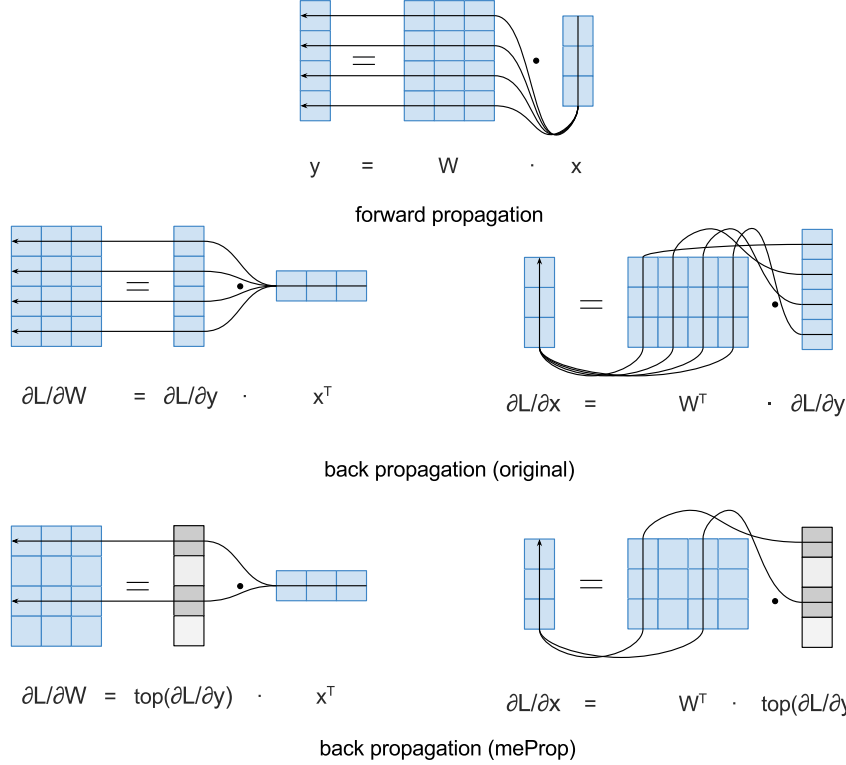 y = W · x
forward propagation
∂L/∂W = ∂L/∂y · xᵀ
∂L/∂x = Wᵀ · ∂L/∂y
back propagation (original)
∂L/∂W = top(∂L/∂y) · xᵀ
∂L/∂x = Wᵀ · top(∂L/∂y
back propagation (meProp)